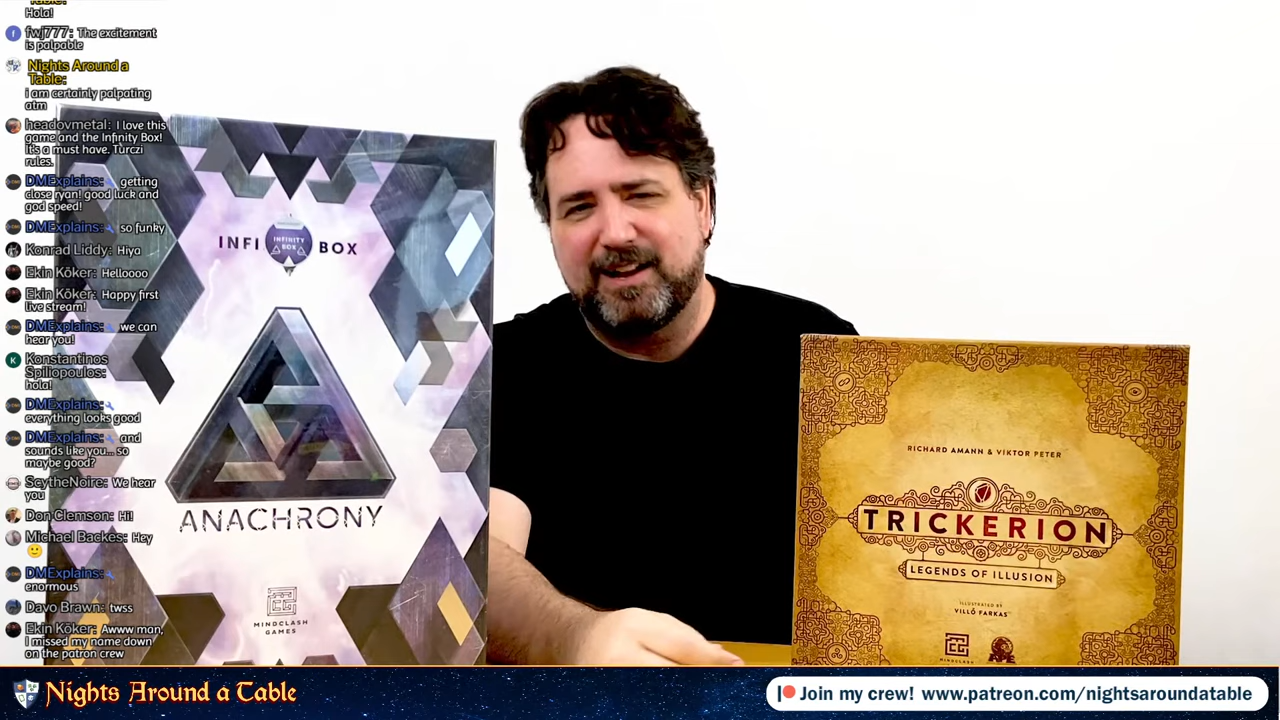 Table:
Hola!
fwj777: The excitement
is palpable
Nights Around a
Table:
i am certainly palpating
atm
headovmetal: I love this
game and the Infinity Box!
It's a must have. Turczi
rules.
DMExplains: getting
close ryan! good luck and
god speed!
DMExplains: so funky
Konrad Liddy: Hiya
Ekin Köker: Helloooo
Ekin Köker: Happy first
live stream!
DMExplains: we can
hear you!
K
Konstantinos
Spiliopoulos:
hola!
DMExplains:
everything looks good
DMExplains: and
sounds like you... so
maybe good?
ScytheNoire: We hear
you
Don Clemson: Hi!
Michael Backes: Hey
🙂
DMExplains:
enormous
Davo Brawn: twss
Ekin Köker: Awww man,
I missed my name down
on the patron crew
INFI BOX
INFINITY
BOX
ANACHRONY
MINDCLASH
GAMES
RICHARD AMANN & VIKTOR PETER
TRICKERION
LEGENDS OF ILLUSION
ILLUSTRATED BY
VILLŐ FARKAS
MINDCLASH
Nights Around a Table
Join my crew! www.patreon.com/nightsaroundatable